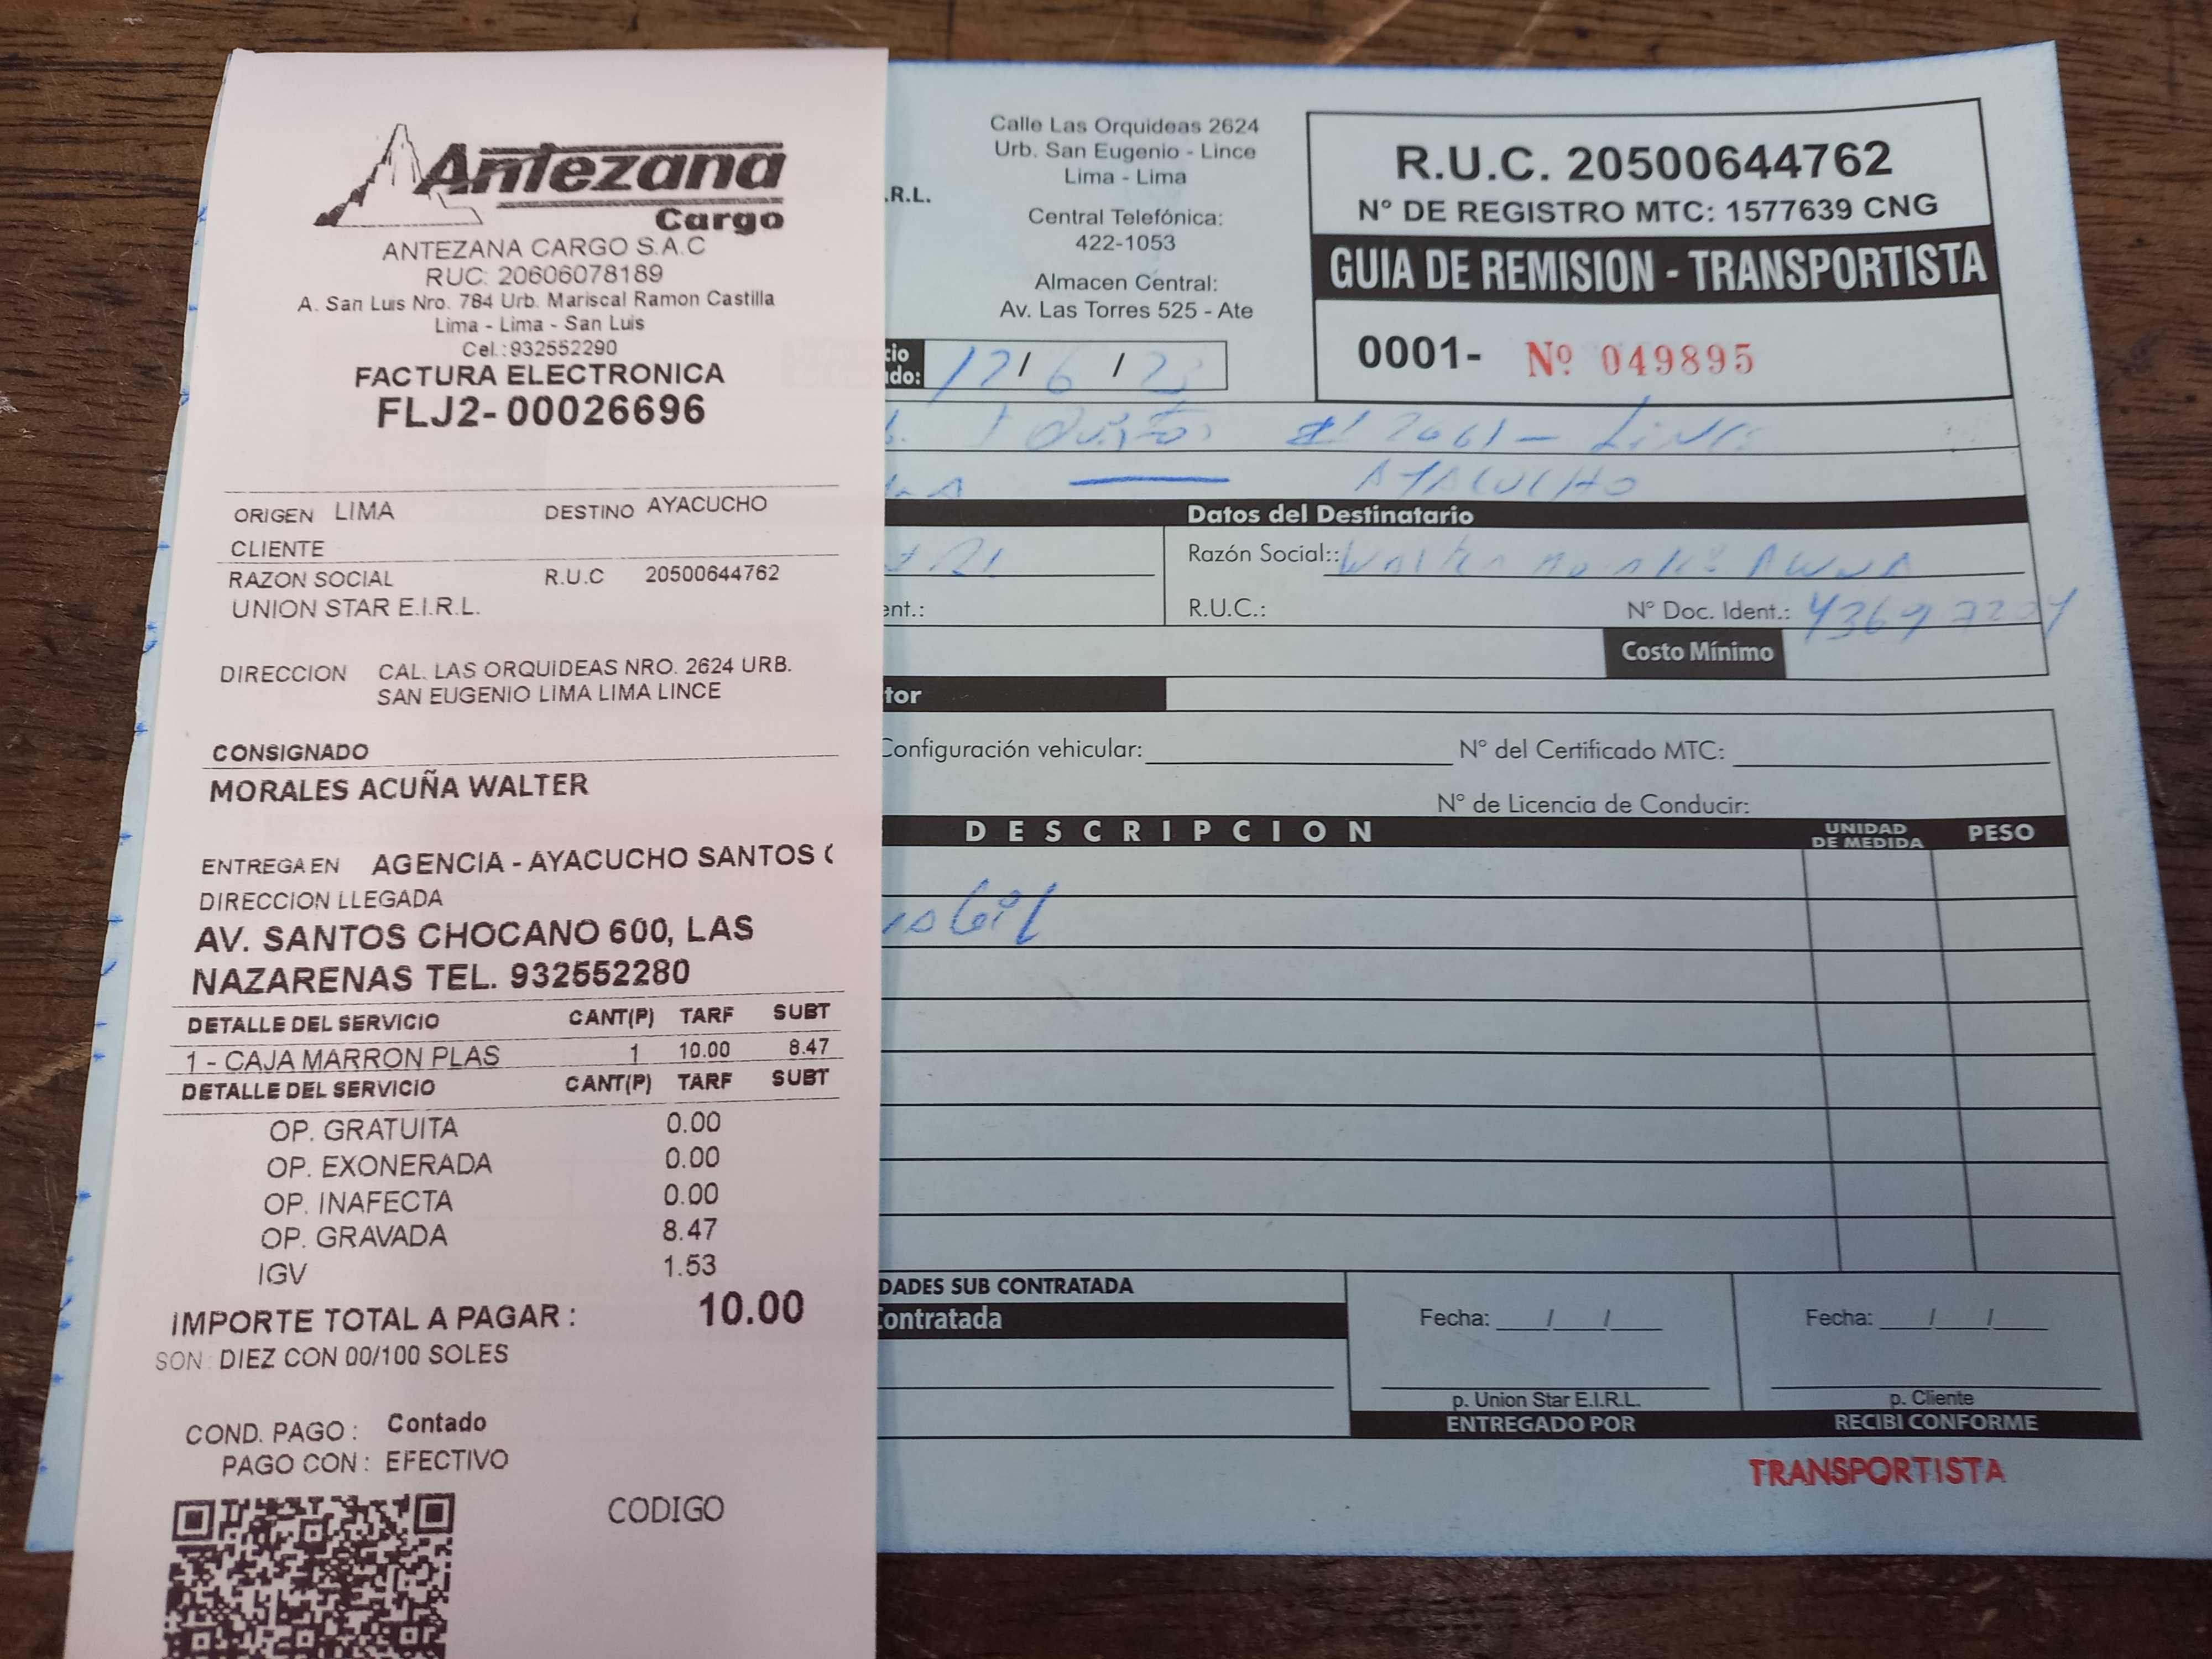 Antezana
Cargo
ANTEZANA CARGO S.A.C
RUC: 20606078189
A. San Luis Nro. 784 Urb. Mariscal Ramon Castilla
Lima - Lima - San Luis
Cel.:932552290
FACTURA ELECTRONICA
FLJ2-00026696
ORIGEN LIMA DESTINO AYACUCHO
CLIENTE
RAZON SOCIAL R.U.C 20500644762
UNION STAR E.I.R.L.
DIRECCION CAL. LAS ORQUIDEAS NRO. 2624 URB.
SAN EUGENIO LIMA LIMA LINCE
CONSIGNADO
MORALES ACUÑA WALTER
ENTREGA EN AGENCIA - AYACUCHO SANTOS
DIRECCION LLEGADA
AV. SANTOS CHOCANO 600, LAS
NAZARENAS TEL. 932552280
DETALLE DEL SERVICIO CANT(P) TARF SUBT
1 - CAJA MARRON PLAS 1 10.00 8.47
DETALLE DEL SERVICIO CANT(P) TARF SUBT
OP. GRATUITA 0.00
OP. EXONERADA 0.00
OP. INAFECTA 0.00
OP. GRAVADA 8.47
IGV 1.53
IMPORTE TOTAL A PAGAR : 10.00
SON : DIEZ CON 00/100 SOLES
COND. PAGO : Contado
PAGO CON : EFECTIVO
CODIGO
.R.L.
Calle Las Orquideas 2624
Urb. San Eugenio - Lince
Lima - Lima
Central Telefónica:
422-1053
Almacen Central:
Av. Las Torres 525 - Ate
R.U.C. 20500644762
N° DE REGISTRO MTC: 1577639 CNG
GUIA DE REMISION - TRANSPORTISTA
0001- Nº 049895
cio
do: 12/ 6 / 23
2661 - Lince
AYACUCHO
Datos del Destinatario
Razón Social:: Walter Morales Acuña
ent.: R.U.C.: N° Doc. Ident.:
Costo Mínimo
tor
Configuración vehicular: N° del Certificado MTC:
N° de Licencia de Conducir:
DESCRIPCION UNIDAD DE MEDIDA PESO
DADES SUB CONTRATADA
Contratada
Fecha: / / Fecha: / /
p. Union Star E.I.R.L. p. Cliente
ENTREGADO POR RECIBI CONFORME
TRANSPORTISTA